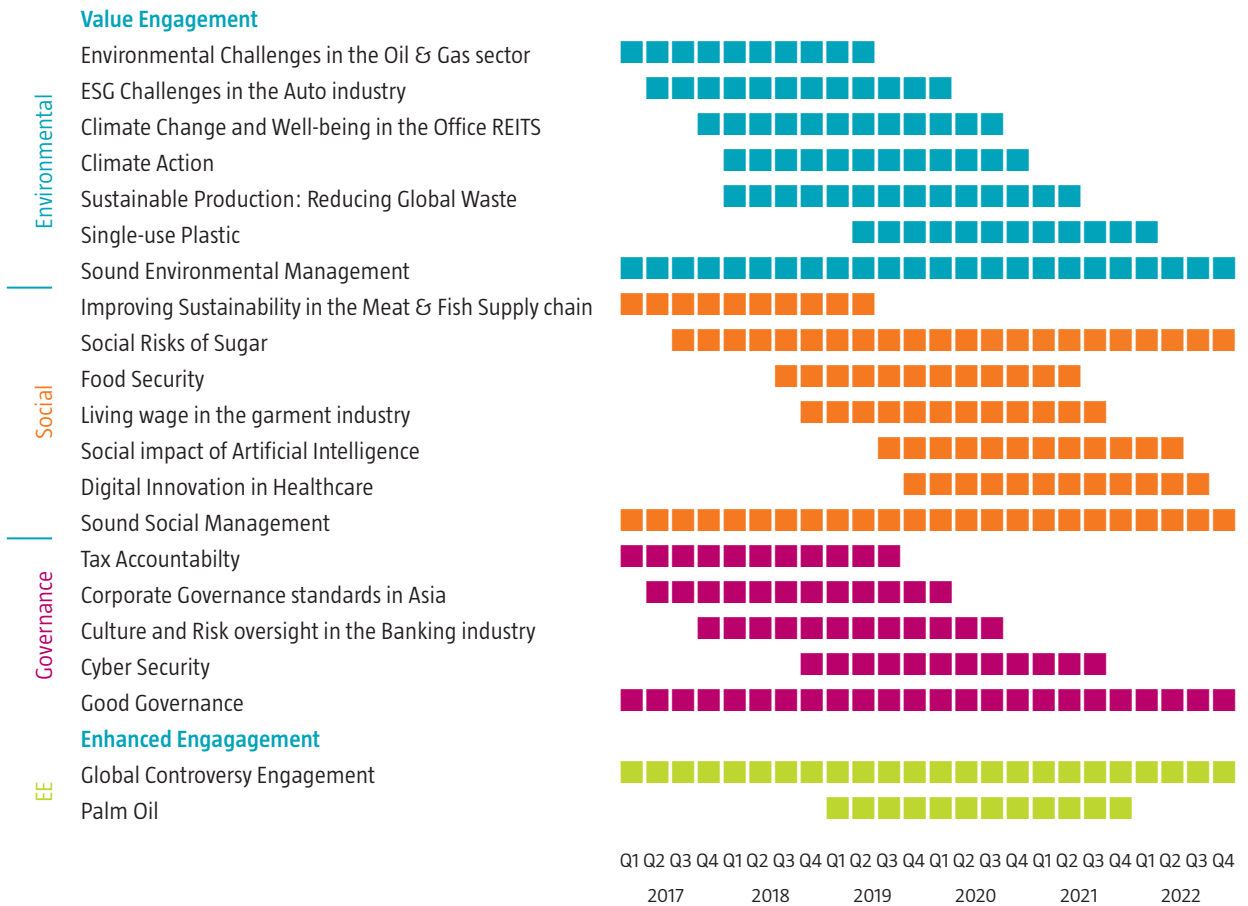 Value Engagement
Environmental
Environmental Challenges in the Oil & Gas sector
ESG Challenges in the Auto industry
Climate Change and Well-being in the Office REITS
Climate Action
Sustainable Production: Reducing Global Waste
Single-use Plastic
Sound Environmental Management
Social
Improving Sustainability in the Meat & Fish Supply chain
Social Risks of Sugar
Food Security
Living wage in the garment industry
Social impact of Artificial Intelligence
Digital Innovation in Healthcare
Sound Social Management
Governance
Tax Accountabilty
Corporate Governance standards in Asia
Culture and Risk oversight in the Banking industry
Cyber Security
Good Governance
Enhanced Engagagement
EE
Global Controversy Engagement
Palm Oil
Q1 Q2 Q3 Q4 Q1 Q2 Q3 Q4 Q1 Q2 Q3 Q4 Q1 Q2 Q3 Q4 Q1 Q2 Q3 Q4 Q1 Q2 Q3 Q4
2017 2018 2019 2020 2021 2022